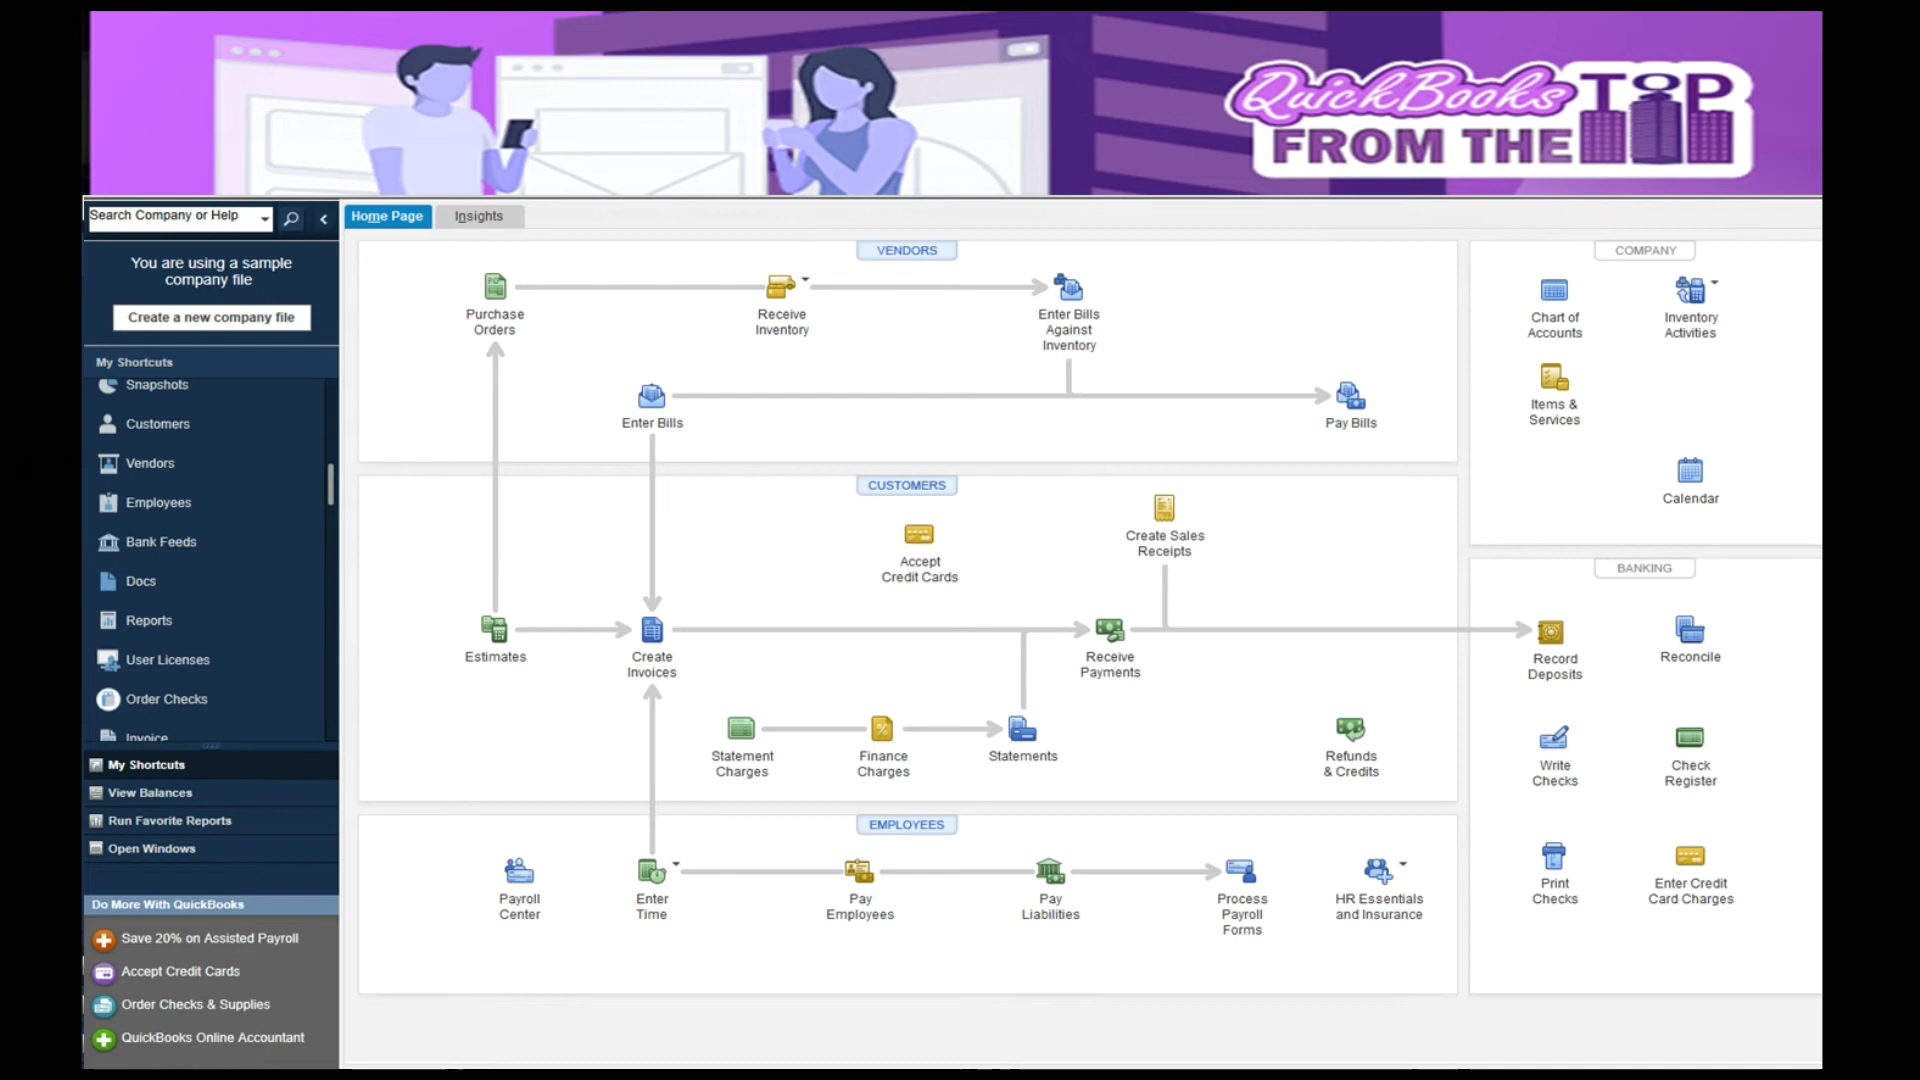 QuickBooks
FROM THE TOP
Search Company or Help
Home Page
Insights
You are using a sample
company file
Create a new company file
My Shortcuts
Snapshots
Customers
Vendors
Employees
Bank Feeds
Docs
Reports
User Licenses
Order Checks
Invoice
My Shortcuts
View Balances
Run Favorite Reports
Open Windows
Do More With QuickBooks
Save 20% on Assisted Payroll
Accept Credit Cards
Order Checks & Supplies
QuickBooks Online Accountant
VENDORS
Purchase
Orders
Receive
Inventory
Enter Bills
Against
Inventory
Enter Bills
Pay Bills
CUSTOMERS
Accept
Credit Cards
Create Sales
Receipts
Estimates
Create
Invoices
Receive
Payments
Statement
Charges
Finance
Charges
Statements
Refunds
& Credits
EMPLOYEES
Payroll
Center
Enter
Time
Pay
Employees
Pay
Liabilities
Process
Payroll
Forms
HR Essentials
and Insurance
COMPANY
Chart of
Accounts
Inventory
Activities
Items &
Services
Calendar
BANKING
Record
Deposits
Reconcile
Write
Checks
Check
Register
Print
Checks
Enter Credit
Card Charges